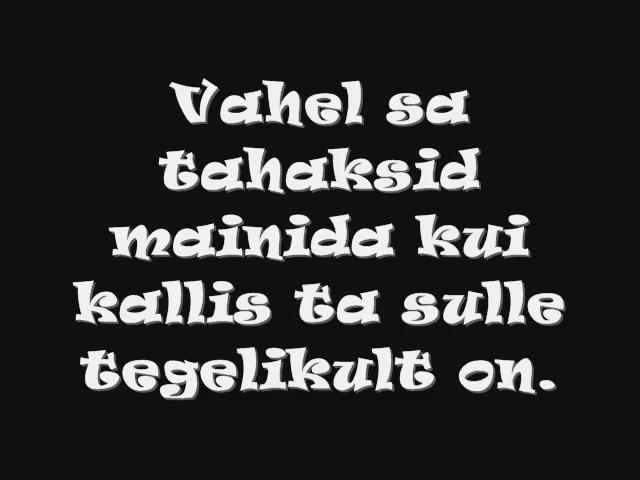 Vahel sa
tahaksid
mainida kui
kallis ta sulle
tegelikult on.